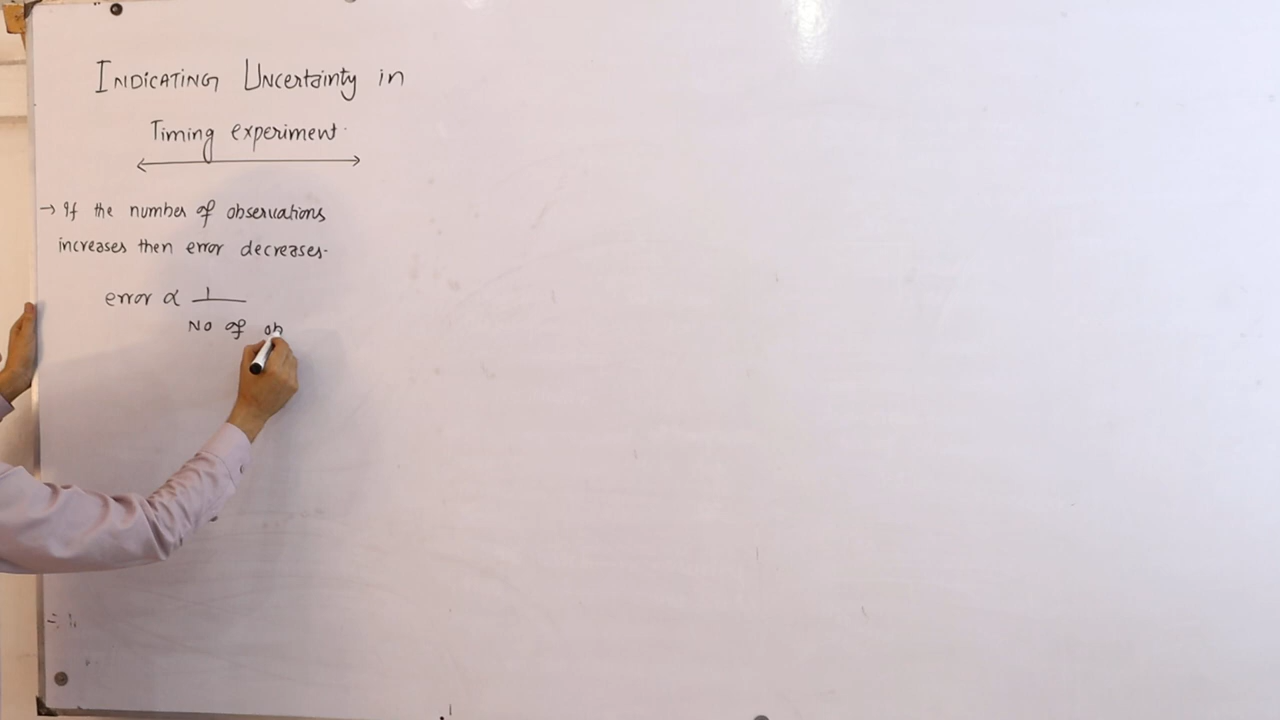 INDICATING Uncertainty in
Timing experiment.
→ If the number of observations
increases then error decreases.
error ∝ 1
No of ob